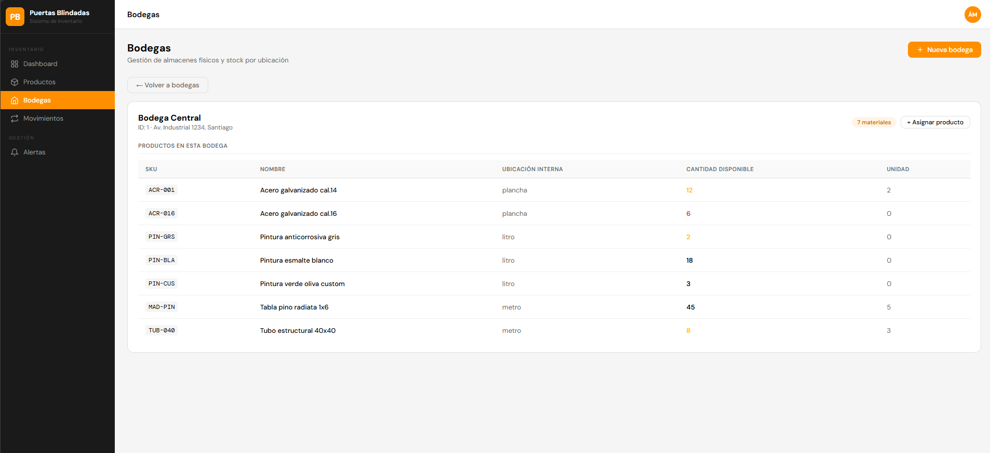 PB
Puertas Blindadas
Sistema de Inventario
INVENTARIO
Dashboard
Productos
Bodegas
Movimientos
GESTIÓN
Alertas
Bodegas
ÁM
Bodegas
Gestión de almacenes físicos y stock por ubicación
+ Nueva bodega
← Volver a bodegas
Bodega Central
ID: 1 · Av. Industrial 1234, Santiago
7 materiales
+ Asignar producto
PRODUCTOS EN ESTA BODEGA
SKU NOMBRE UBICACIÓN INTERNA CANTIDAD DISPONIBLE UNIDAD
ACR-001 Acero galvanizado cal.14 plancha 12 2
ACR-016 Acero galvanizado cal.16 plancha 6 0
PIN-GRS Pintura anticorrosiva gris litro 2 0
PIN-BLA Pintura esmalte blanco litro 18 0
PIN-CUS Pintura verde oliva custom litro 3 0
MAD-PIN Tabla pino radiata 1x6 metro 45 5
TUB-040 Tubo estructural 40x40 metro 8 3